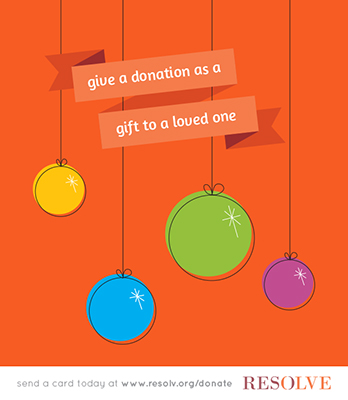 give a donation as a
gift to a loved one
send a card today at www.resolv.org/donate RESOLVE